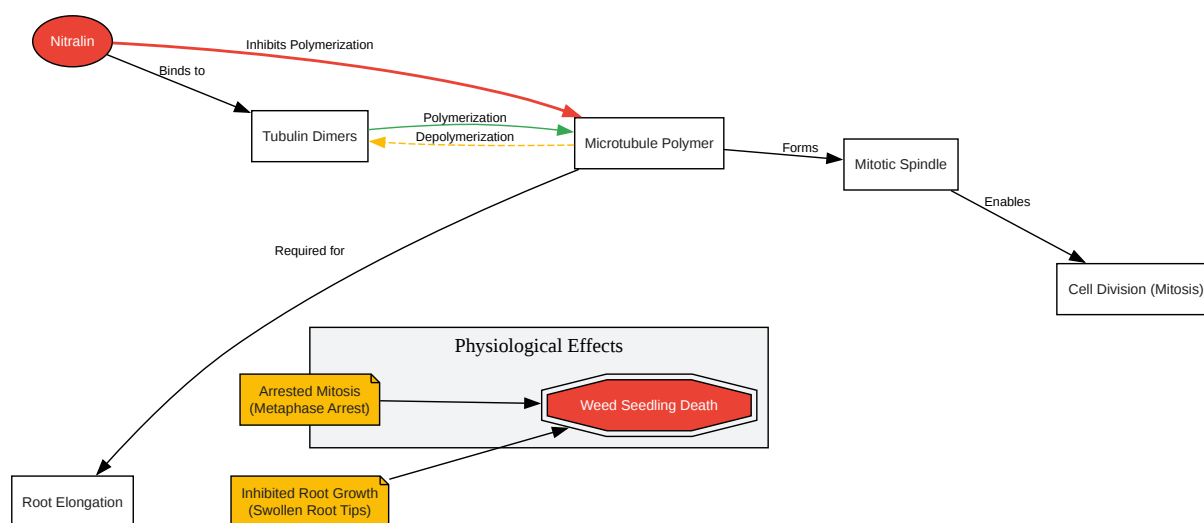 Nitralin
Inhibits Polymerization
Binds to
Tubulin Dimers
Polymerization
Depolymerization
Microtubule Polymer
Forms
Mitotic Spindle
Enables
Required for
Cell Division (Mitosis)
Physiological Effects
Arrested Mitosis
(Metaphase Arrest)
Weed Seedling Death
Root Elongation
Inhibited Root Growth
(Swollen Root Tips)